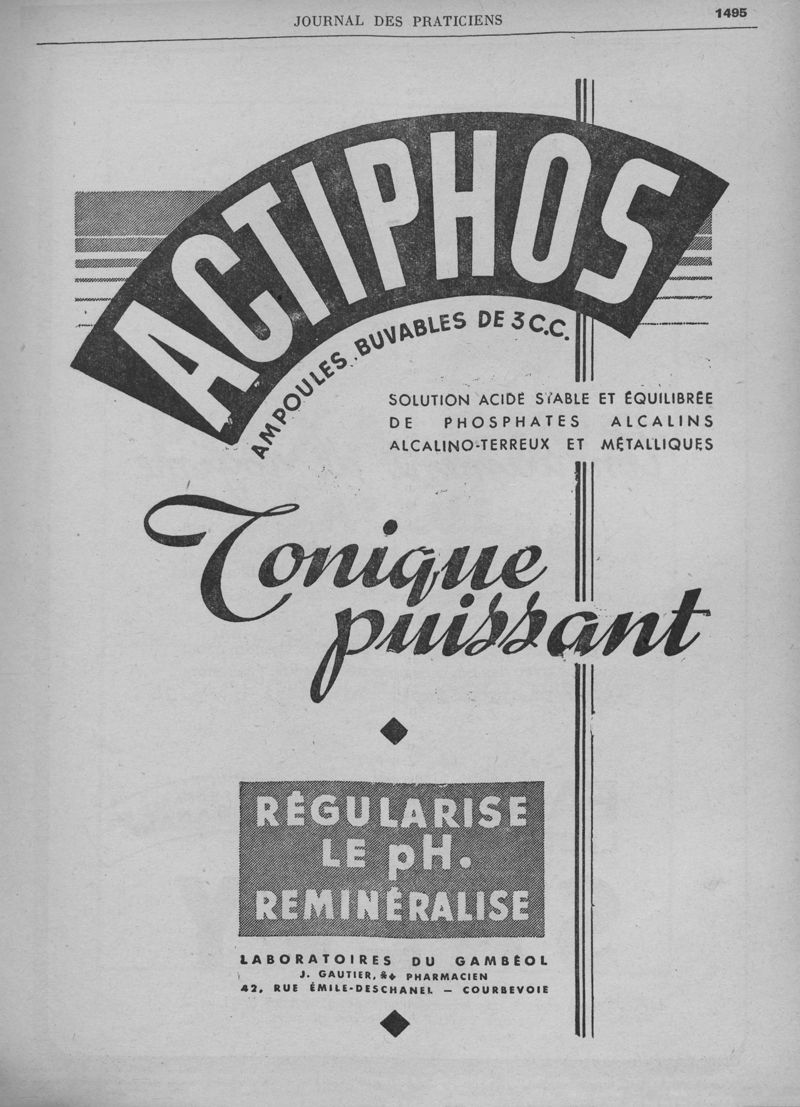 JOURNAL DES PRATICIENS
1495
ACTIPHOS
AMPOULES BUVABLES DE 3 C.C.
SOLUTION ACIDE STABLE ET ÉQUILIBRÉE
DE PHOSPHATES ALCALINS
ALCALINO-TERREUX ET MÉTALLIQUES
Tonique
puissant
RÉGULARISE
LE pH.
REMINÉRALISE
LABORATOIRES DU GAMBÉOL
J. GAUTIER, PHARMACIEN
42, RUE ÉMILE-DESCHANEL — COURBEVOIE